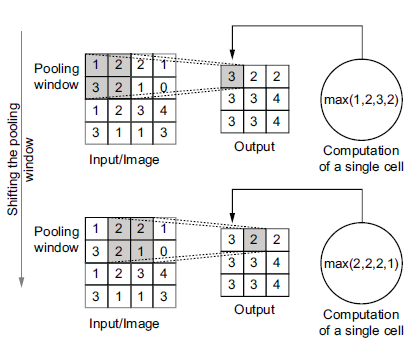 Shifting the pooling
window
Pooling
window
1 2 2 1
3 2 1 0
1 2 3 4
3 1 1 3
Input/Image
3 2 2
3 3 4
3 3 4
Output
max(1,2,3,2)
Computation
of a single cell
Pooling
window
1 2 2 1
3 2 1 0
1 2 3 4
3 1 1 3
Input/Image
3 2 2
3 3 4
3 3 4
Output
max(2,2,2,1)
Computation
of a single cell